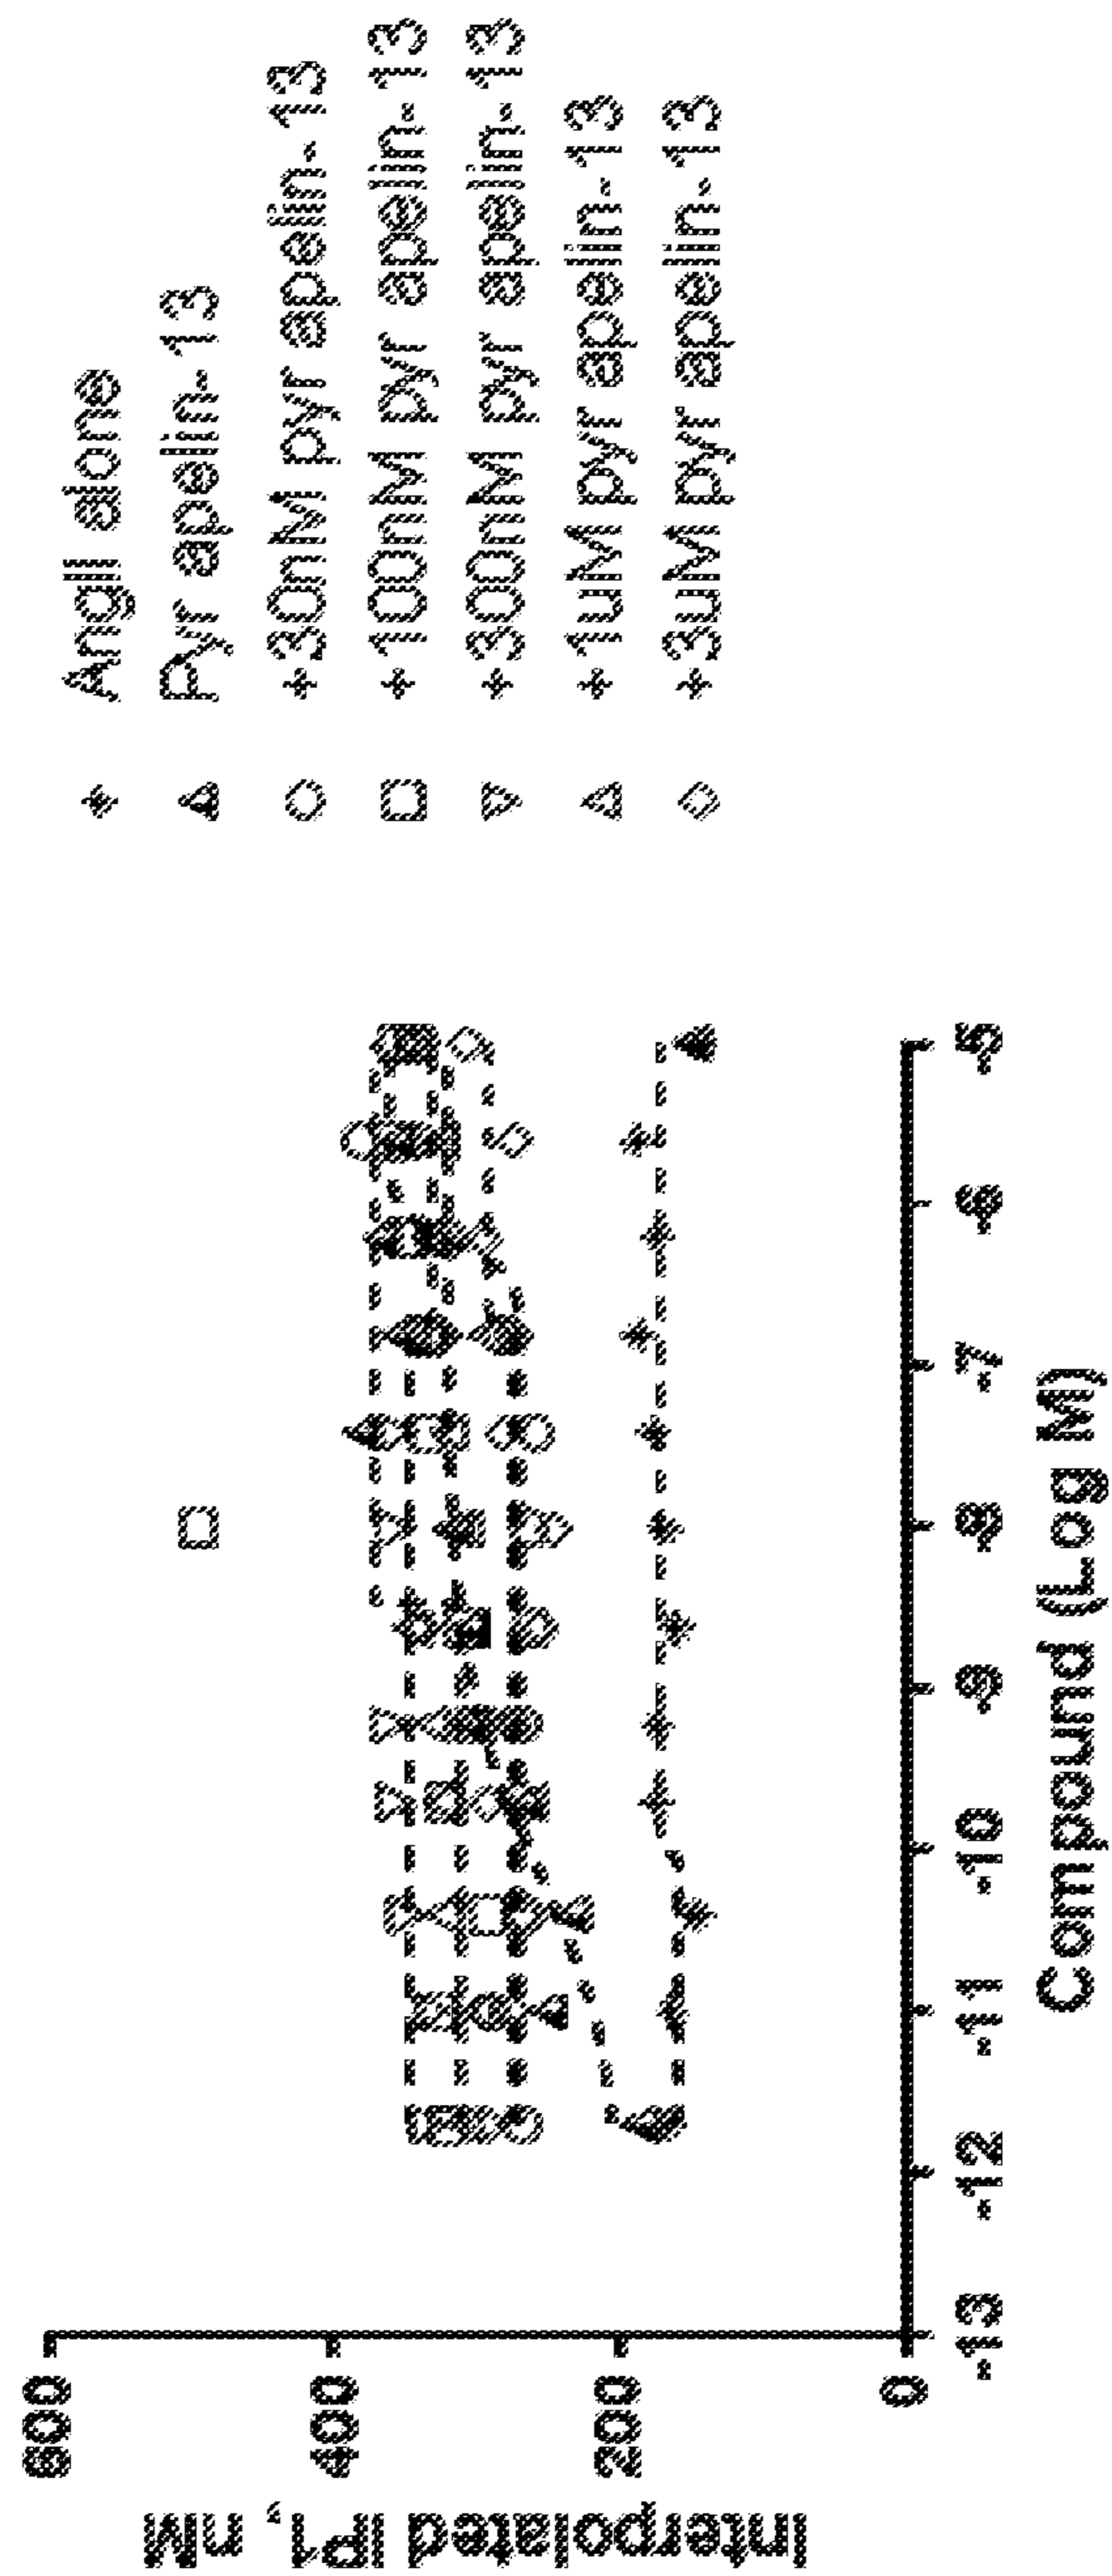 interpolated IP1, nM
600
400
200
0
-13
-12
-11
-10
-9
-8
-7
-6
-5
Compound (Log M)
AngII alone
Pyr apelin-13
+30nM pyr apelin-13
+100nM pyr apelin-13
+300nM pyr apelin-13
+1uM pyr apelin-13
+3uM pyr apelin-13